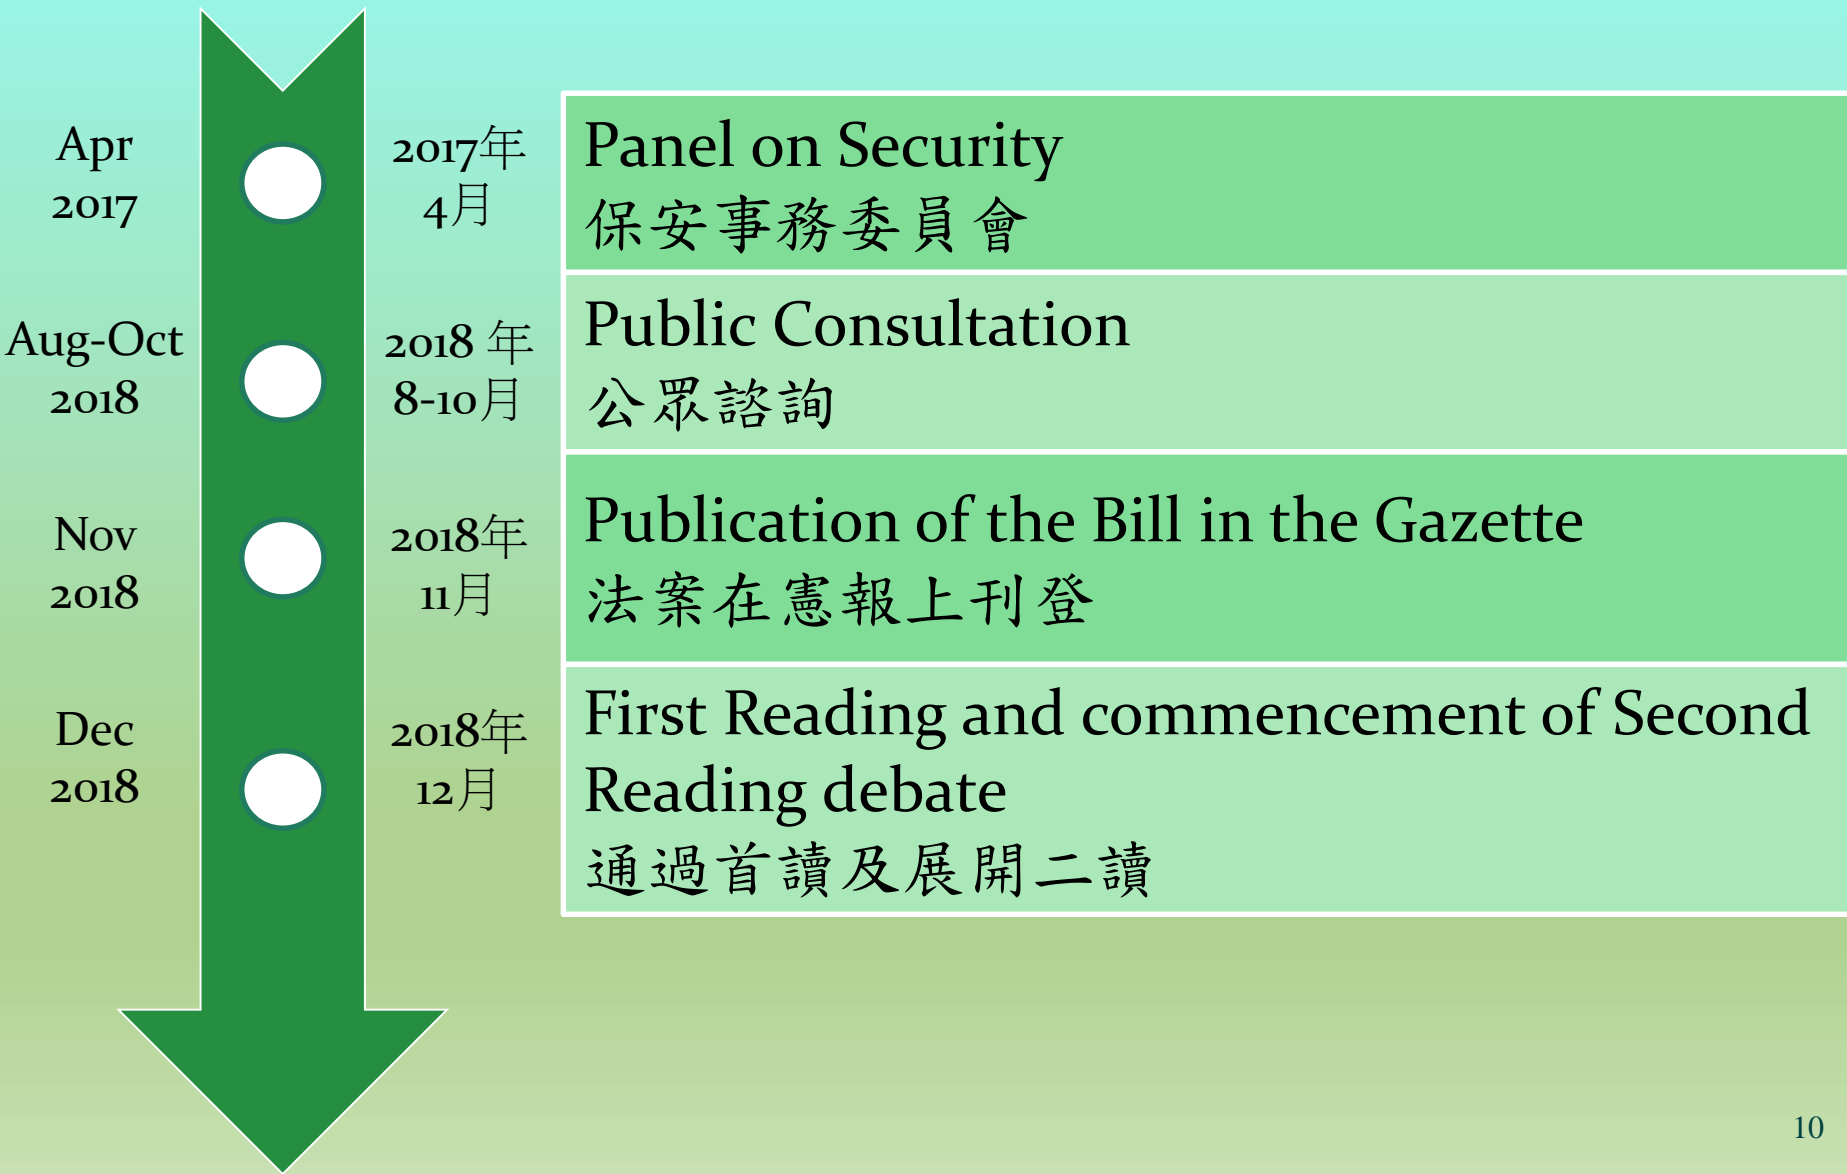 Apr
2017
2017年
4月
Panel on Security
保安事務委員會
Aug-Oct
2018
2018 年
8-10月
Public Consultation
公眾諮詢
Nov
2018
2018年
11月
Publication of the Bill in the Gazette
法案在憲報上刊登
Dec
2018
2018年
12月
First Reading and commencement of Second
Reading debate
通過首讀及展開二讀
10